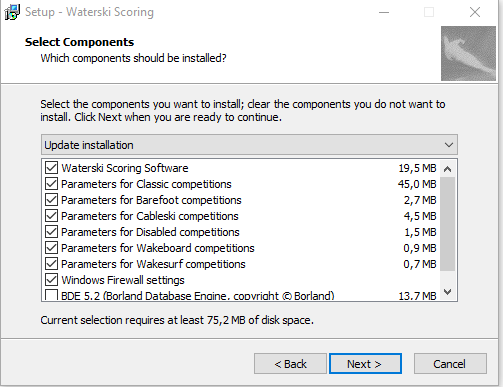 Setup - Waterski Scoring
Select Components
Which components should be installed?
Select the components you want to install; clear the components you do not want to
install. Click Next when you are ready to continue.
Update installation
Waterski Scoring Software 19,5 MB
Parameters for Classic competitions 45,0 MB
Parameters for Barefoot competitions 2,7 MB
Parameters for Cableski competitions 4,5 MB
Parameters for Disabled competitions 1,5 MB
Parameters for Wakeboard competitions 0,9 MB
Parameters for Wakesurf competitions 0,7 MB
Windows Firewall settings
BDE 5.2 (Borland Database Engine, copyright © Borland) 13,7 MB
Current selection requires at least 75,2 MB of disk space.
< Back Next > Cancel